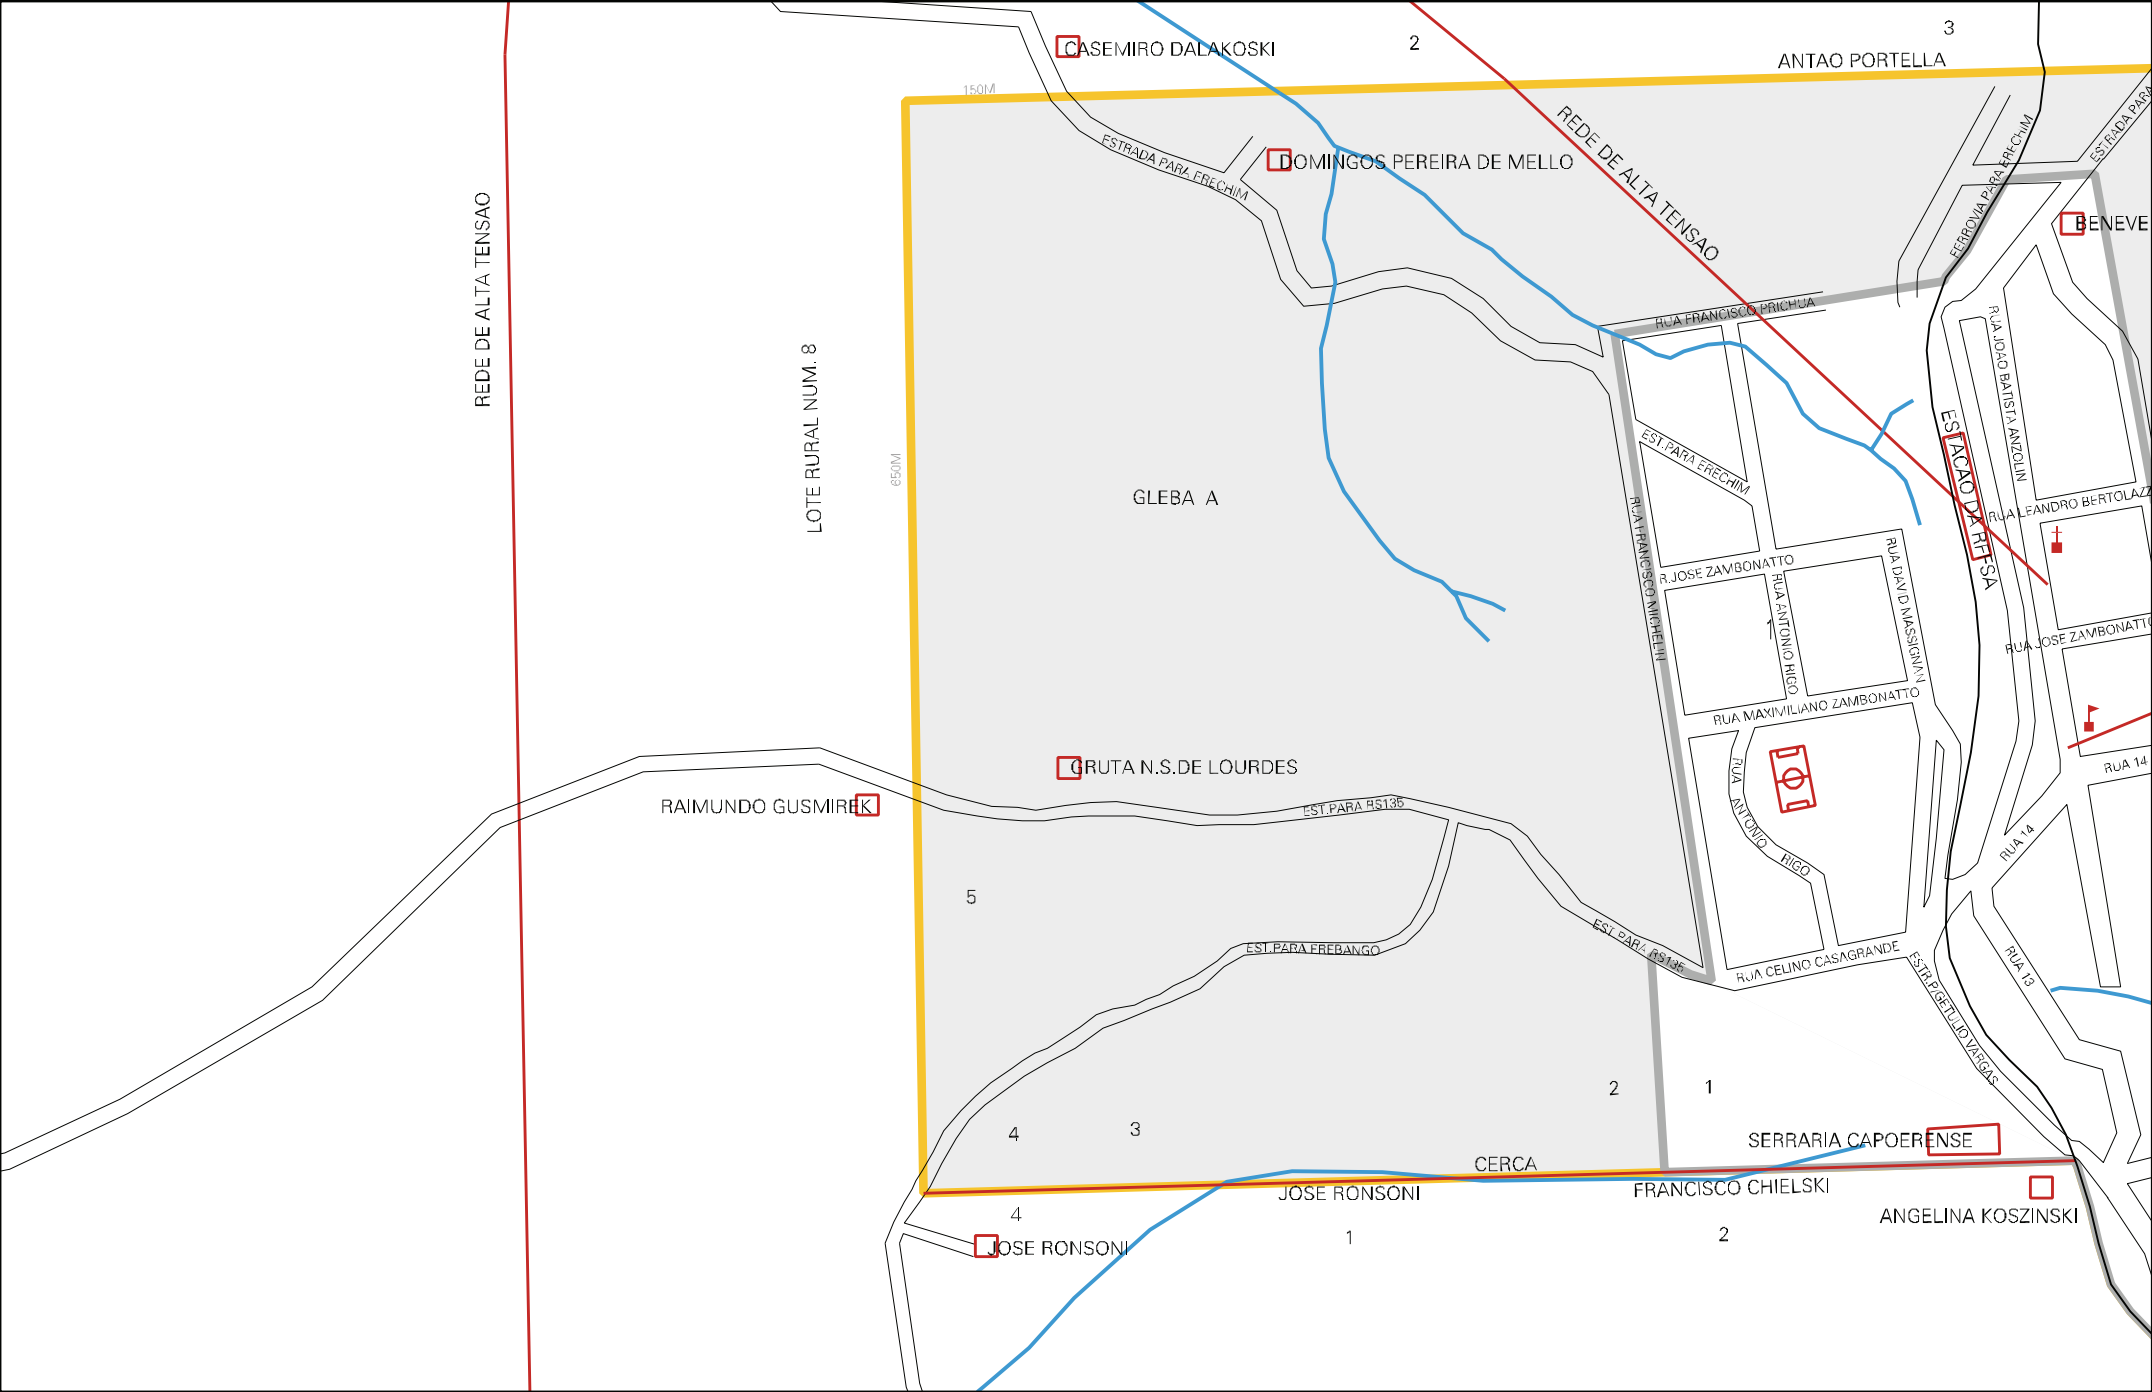 3
2
CASEMIRO DALAKOSKI
ANTAO PORTELLA
150M
ESTRADA PARA
REDE DE ALTA TENSAO
FERROVIA PARA ERECHIM
ESTRADA PARA ERECHIM
DOMINGOS PEREIRA DE MELLO
BENEVE
REDE DE ALTA TENSAO
RUA FRANCISCO PRICHUA
RUA JOAO BATISTA ANZOLIN
LOTE RURAL NUM. 8
650M
GLEBA A
EST.PARA ERECHIM
ESTACAO DA RFFSA
RUA LEANDRO BERTOLAZZ
RUA FRANCISCO MICHELIN
R.JOSE ZAMBONATTO
RUA ANTONIO RIGO
1
RUA DAVID MASSIGNAN
RUA JOSE ZAMBONATTO
RUA MAXIMILIANO ZAMBONATTO
GRUTA N.S.DE LOURDES
RUA 14
RAIMUNDO GUSMIREK
EST.PARA RS135
RUA ANTONIO RIGO
RUA 14
5
EST.PARA FREBANGO
EST.PARA RS135
RUA CELINO CASAGRANDE
RUA 13
ESTR.P/GETULIO VARGAS
2
1
4
3
SERRARIA CAPOERENSE
CERCA
JOSE RONSONI
FRANCISCO CHIELSKI
4
ANGELINA KOSZINSKI
1
2
JOSE RONSONI